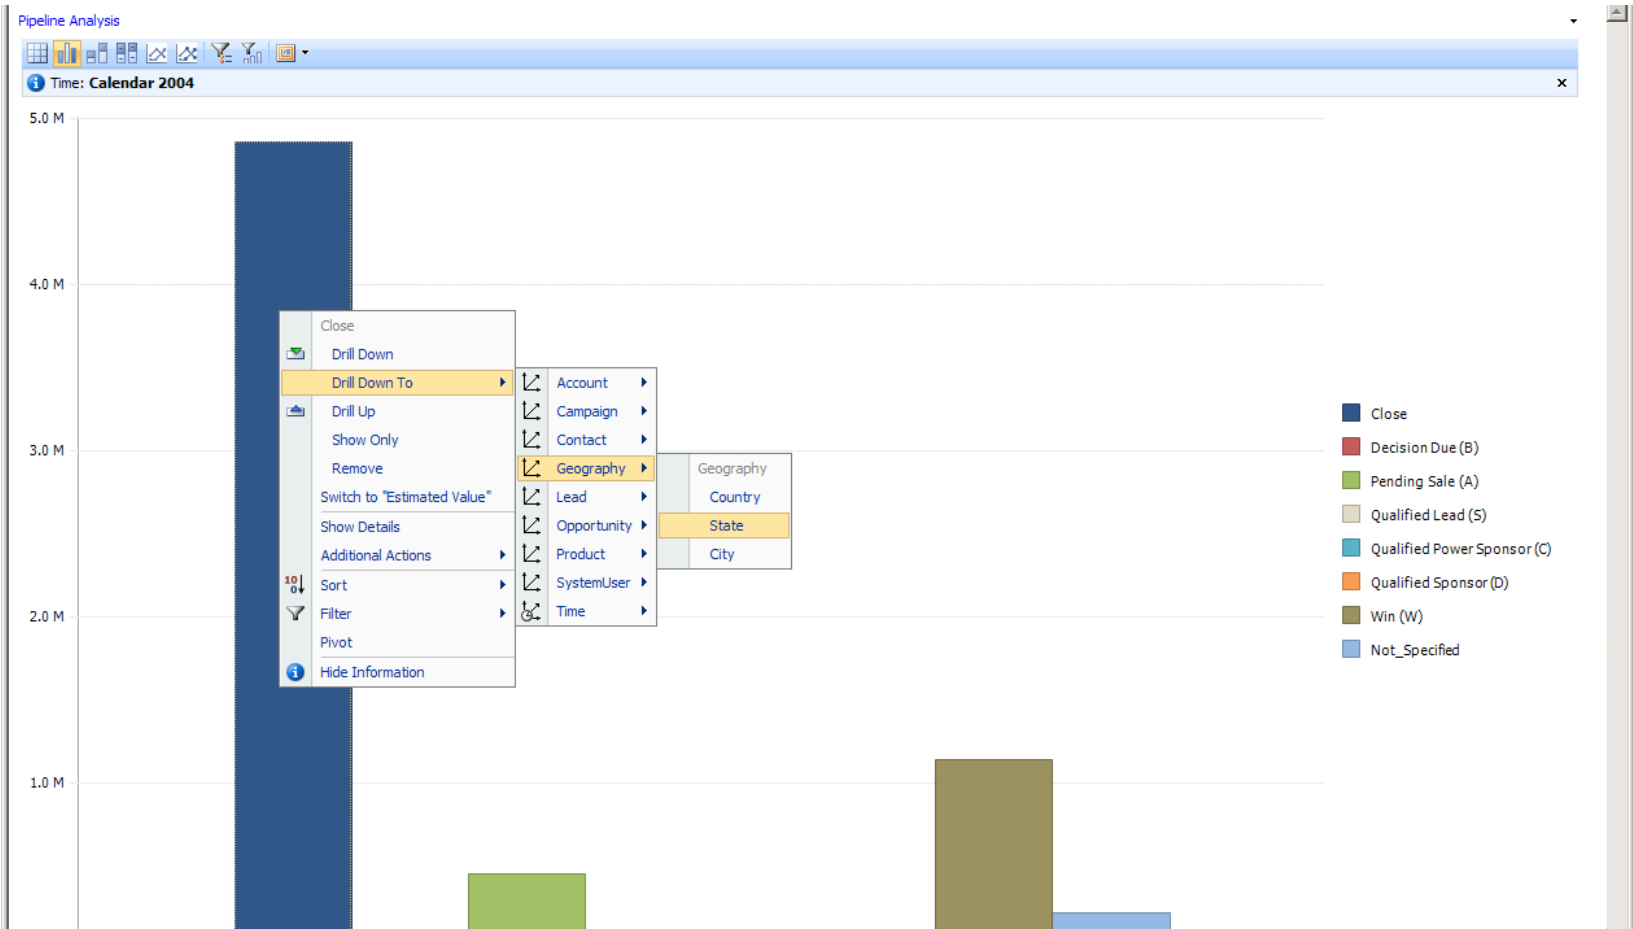 Pipeline Analysis
Time: Calendar 2004
5.0 M
4.0 M
3.0 M
2.0 M
1.0 M
Close
Drill Down
Drill Down To
Drill Up
Show Only
Remove
Switch to "Estimated Value"
Show Details
Additional Actions
Sort
Filter
Pivot
Hide Information
Account
Campaign
Contact
Geography
Lead
Opportunity
Product
SystemUser
Time
Geography
Country
State
City
Close
Decision Due (B)
Pending Sale (A)
Qualified Lead (S)
Qualified Power Sponsor (C)
Qualified Sponsor (D)
Win (W)
Not_Specified